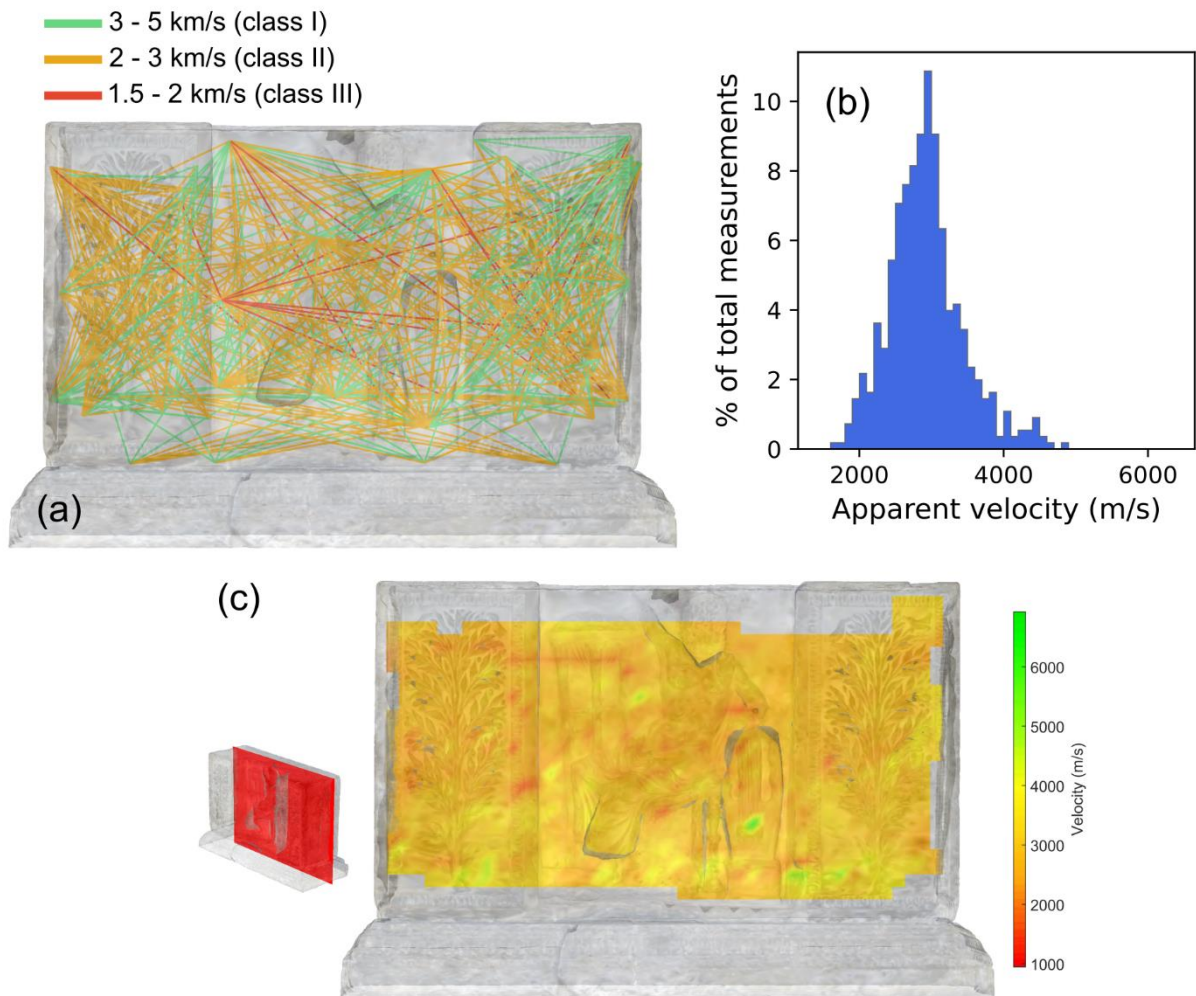 3 - 5 km/s (class I)
2 - 3 km/s (class II)
1.5 - 2 km/s (class III)
(a)
(b)
% of total measurements
10
8
6
4
2
0
2000 4000 6000
Apparent velocity (m/s)
(c)
6000
5000
4000
3000
2000
1000
Velocity (m/s)